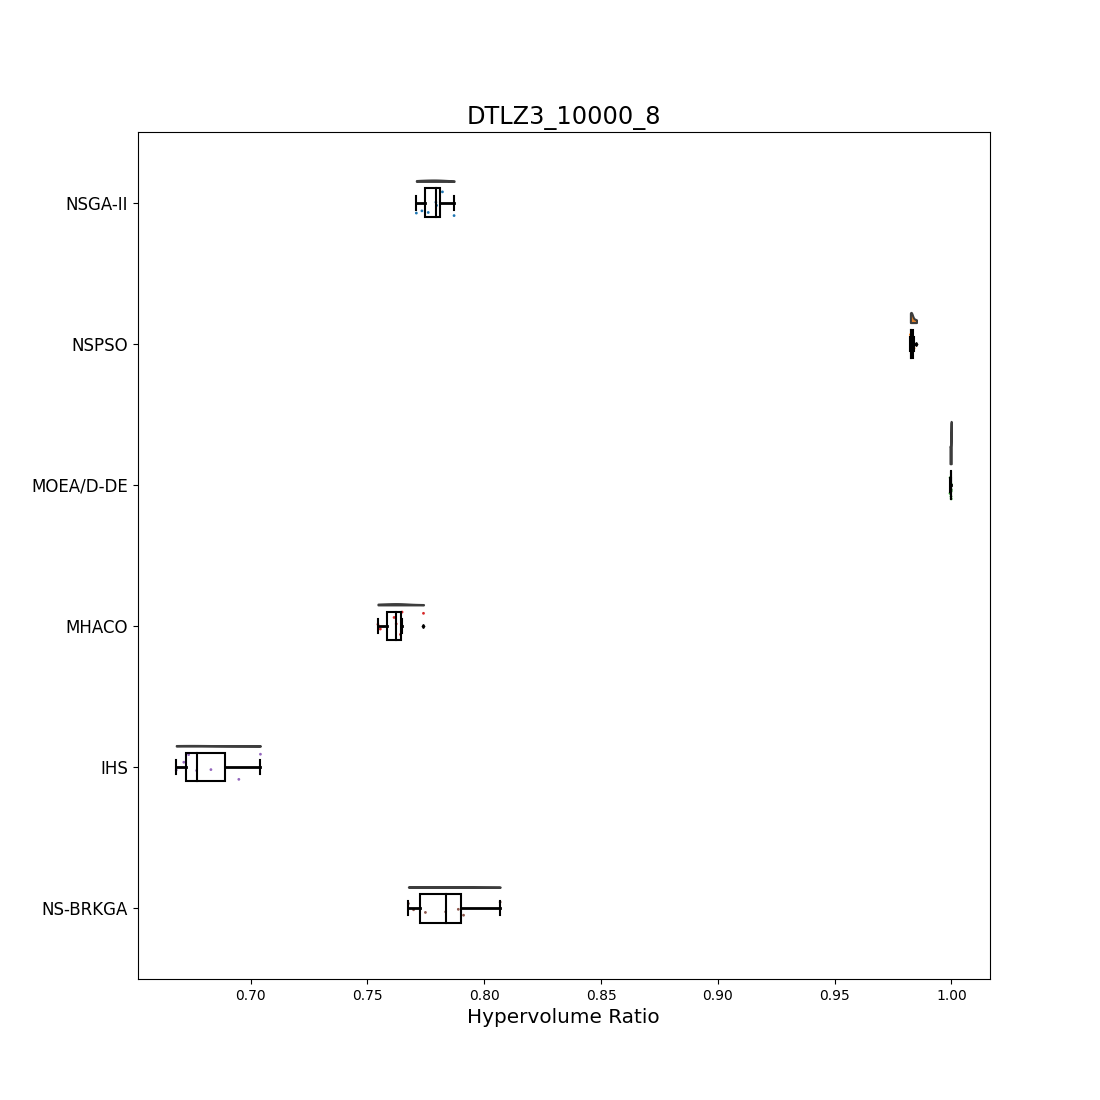 DTLZ3_10000_8
NSGA-II
NSPSO
MOEA/D-DE
MHACO
IHS
NS-BRKGA
0.70 0.75 0.80 0.85 0.90 0.95 1.00
Hypervolume Ratio